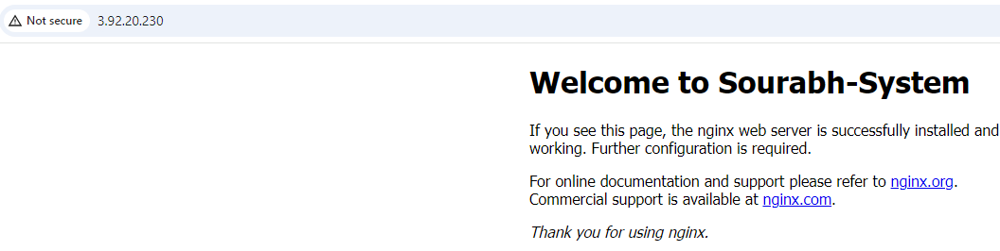 Not secure 3.92.20.230
Welcome to Sourabh-System
If you see this page, the nginx web server is successfully installed and
working. Further configuration is required.
For online documentation and support please refer to nginx.org.
Commercial support is available at nginx.com.
Thank you for using nginx.